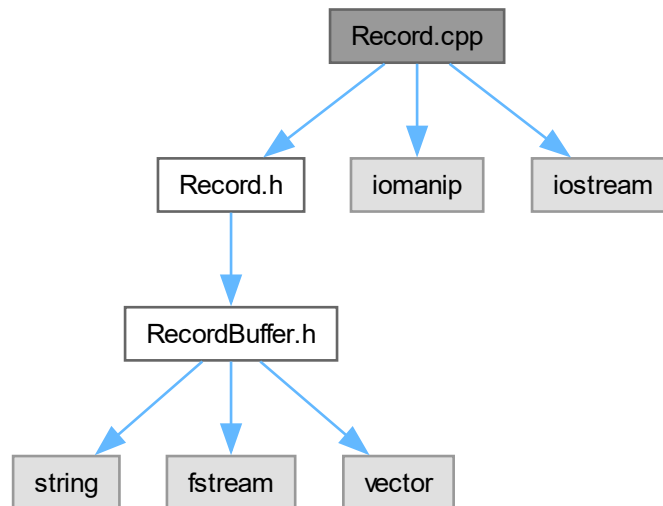 Record.cpp
Record.h
iomanip
iostream
RecordBuffer.h
string
fstream
vector